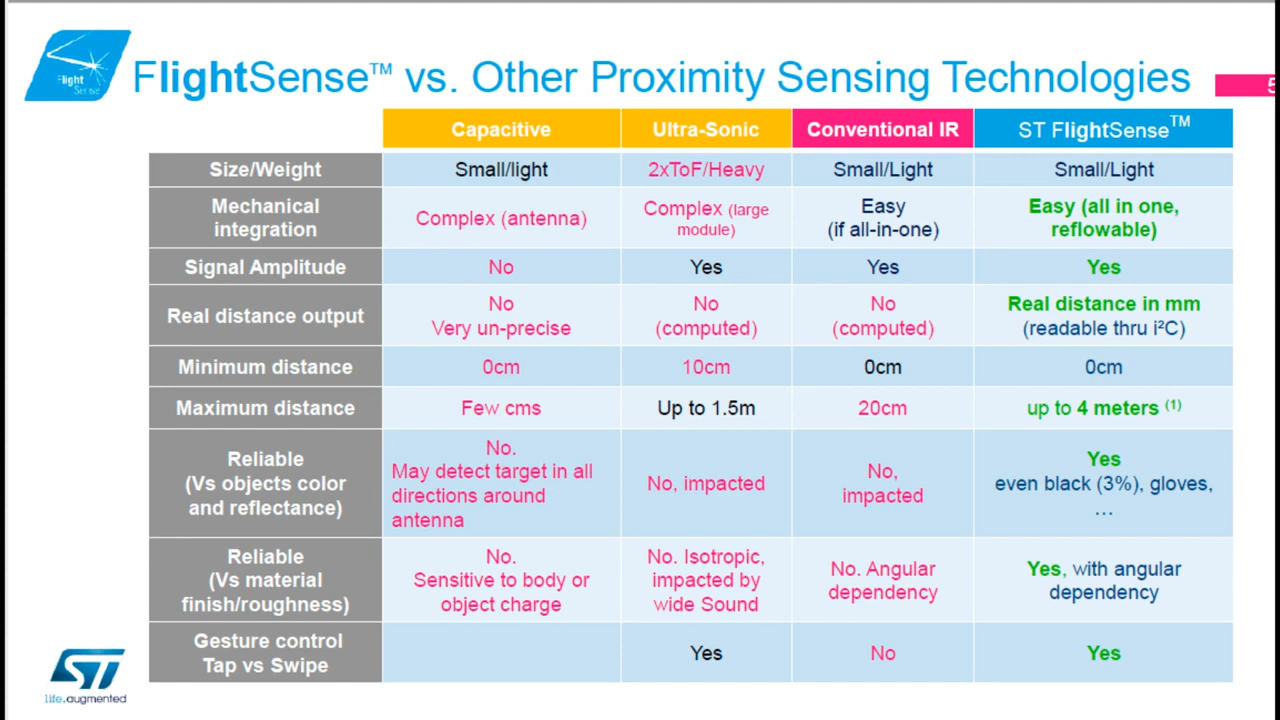 Flight
Sense
FlightSense™ vs. Other Proximity Sensing Technologies
5
Capacitive
Ultra-Sonic
Conventional IR
ST FlightSense™
Size/Weight
Small/light
2xToF/Heavy
Small/Light
Small/Light
Mechanical
integration
Complex (antenna)
Complex (large
module)
Easy
(if all-in-one)
Easy (all in one,
reflowable)
Signal Amplitude
No
Yes
Yes
Yes
Real distance output
No
Very un-precise
No
(computed)
No
(computed)
Real distance in mm
(readable thru i²C)
Minimum distance
0cm
10cm
0cm
0cm
Maximum distance
Few cms
Up to 1.5m
20cm
up to 4 meters (1)
Reliable
(Vs objects color
and reflectance)
No.
May detect target in all
directions around
antenna
No, impacted
No,
impacted
Yes
even black (3%), gloves,
…
Reliable
(Vs material
finish/roughness)
No.
Sensitive to body or
object charge
No. Isotropic,
impacted by
wide Sound
No. Angular
dependency
Yes, with angular
dependency
Gesture control
Tap vs Swipe
Yes
No
Yes
ST
life.augmented